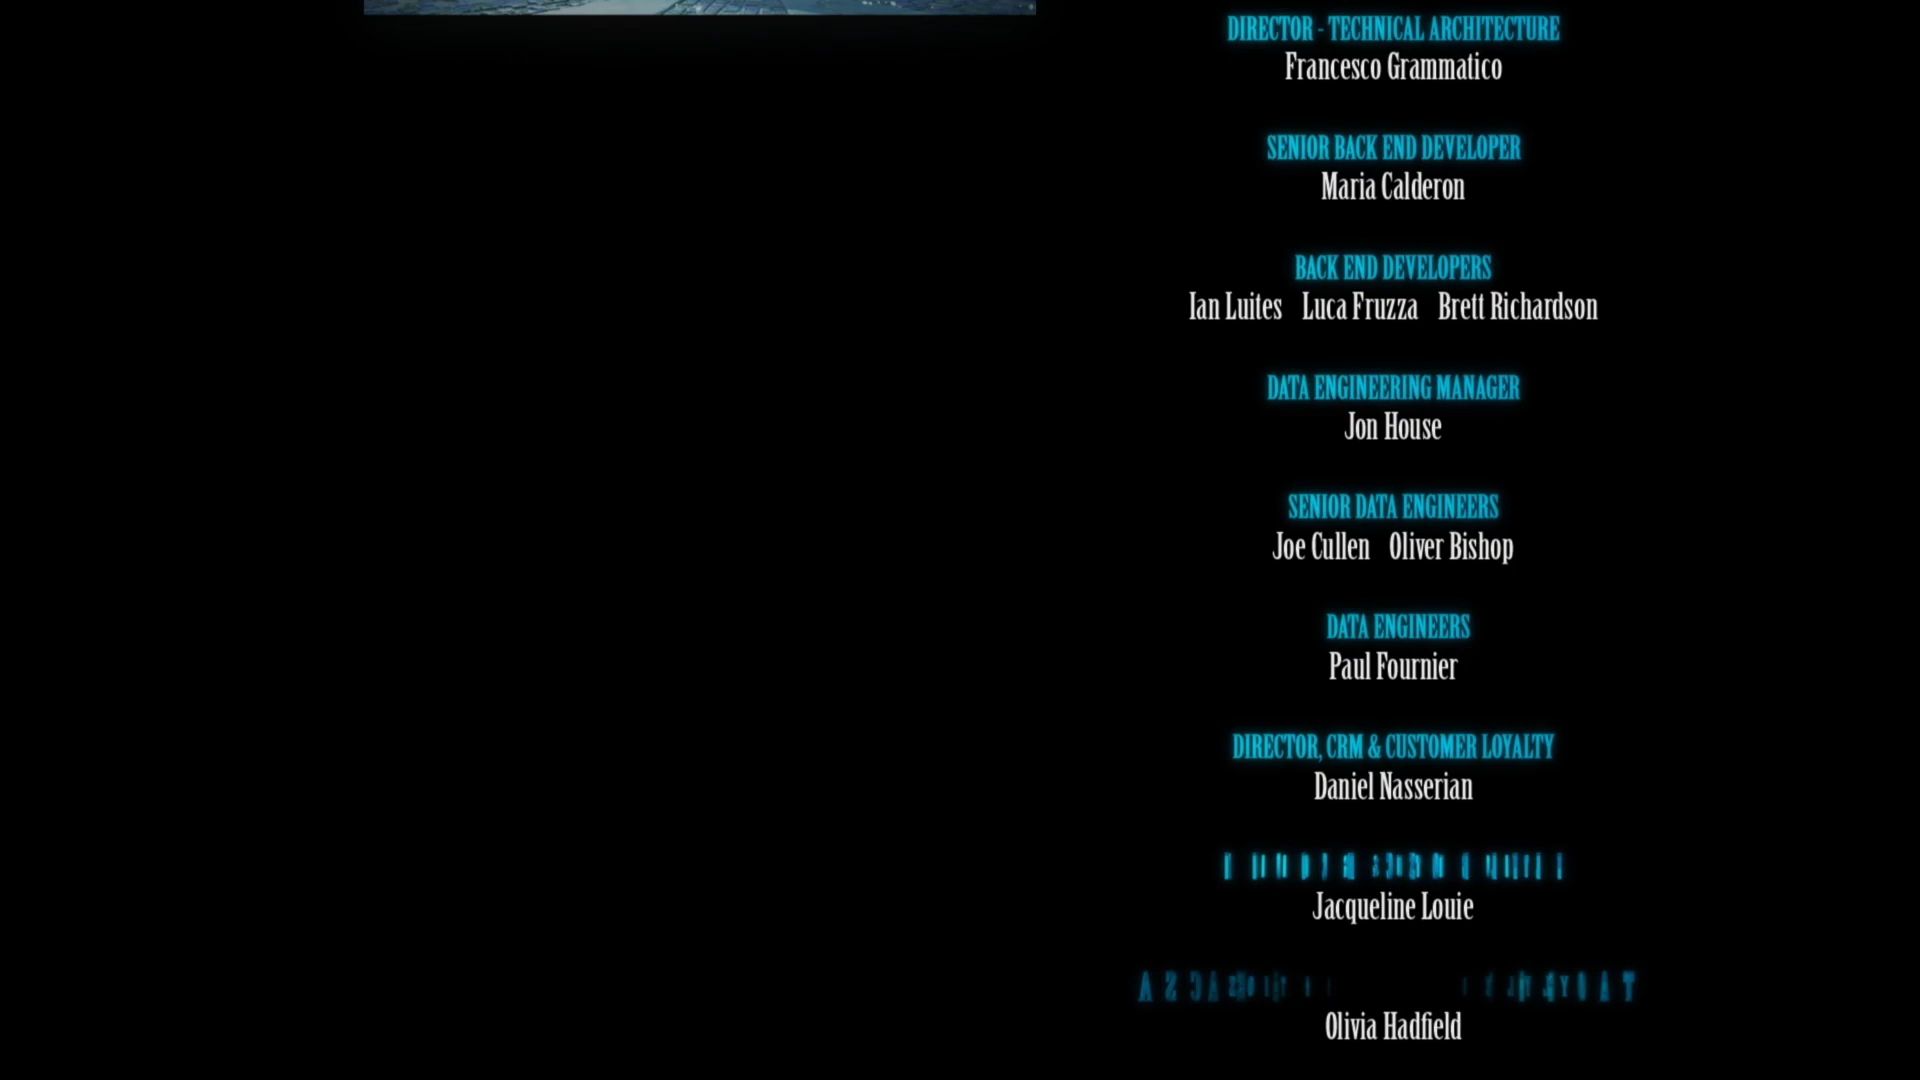 DIRECTOR - TECHNICAL ARCHITECTURE
Francesco Grammatico
SENIOR BACK END DEVELOPER
Maria Calderon
BACK END DEVELOPERS
Ian Luites Luca Fruzza Brett Richardson
DATA ENGINEERING MANAGER
Jon House
SENIOR DATA ENGINEERS
Joe Cullen Oliver Bishop
DATA ENGINEERS
Paul Fournier
DIRECTOR, CRM & CUSTOMER LOYALTY
Daniel Nasserian
Jacqueline Louie
Olivia Hadfield